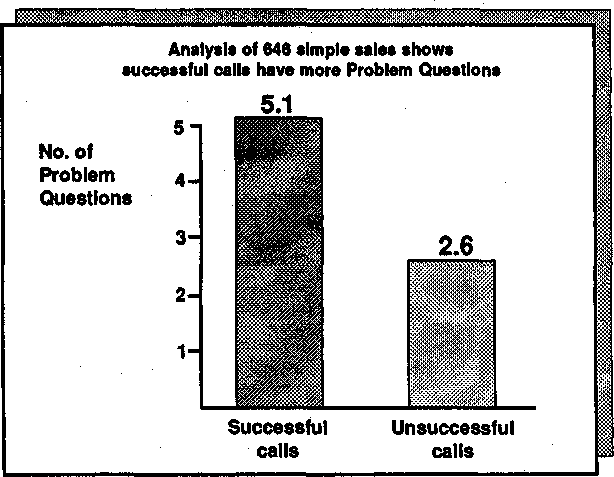 Analysis of 646 simple sales shows
successful calls have more Problem Questions
5.1
5
No. of
Problem
Questions
4
3
2.6
2
1
Successful
calls
Unsuccessful
calls